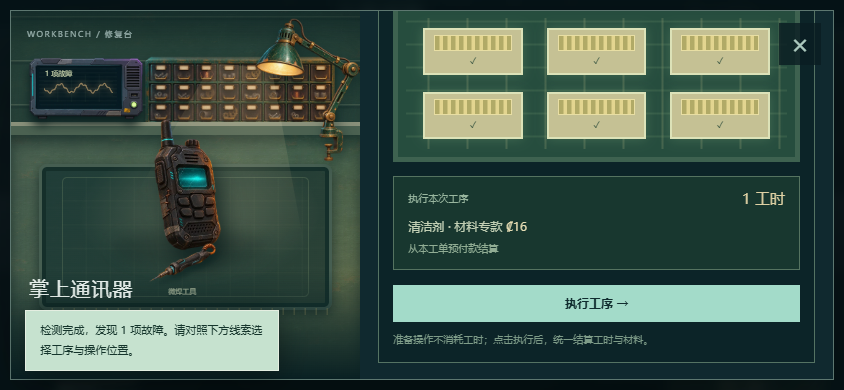 WORKBENCH / 修复台
1 项故障
微焊工具
掌上通讯器
检测完成，发现 1 项故障。请对照下方线索选
择工序与操作位置。
✕
✓
✓
✓
✓
✓
✓
执行本次工序
1 工时
清洁剂 · 材料专款 ₡16
从本工单预付款结算
执行工序 →
准备操作不消耗工时；点击执行后，统一结算工时与材料。